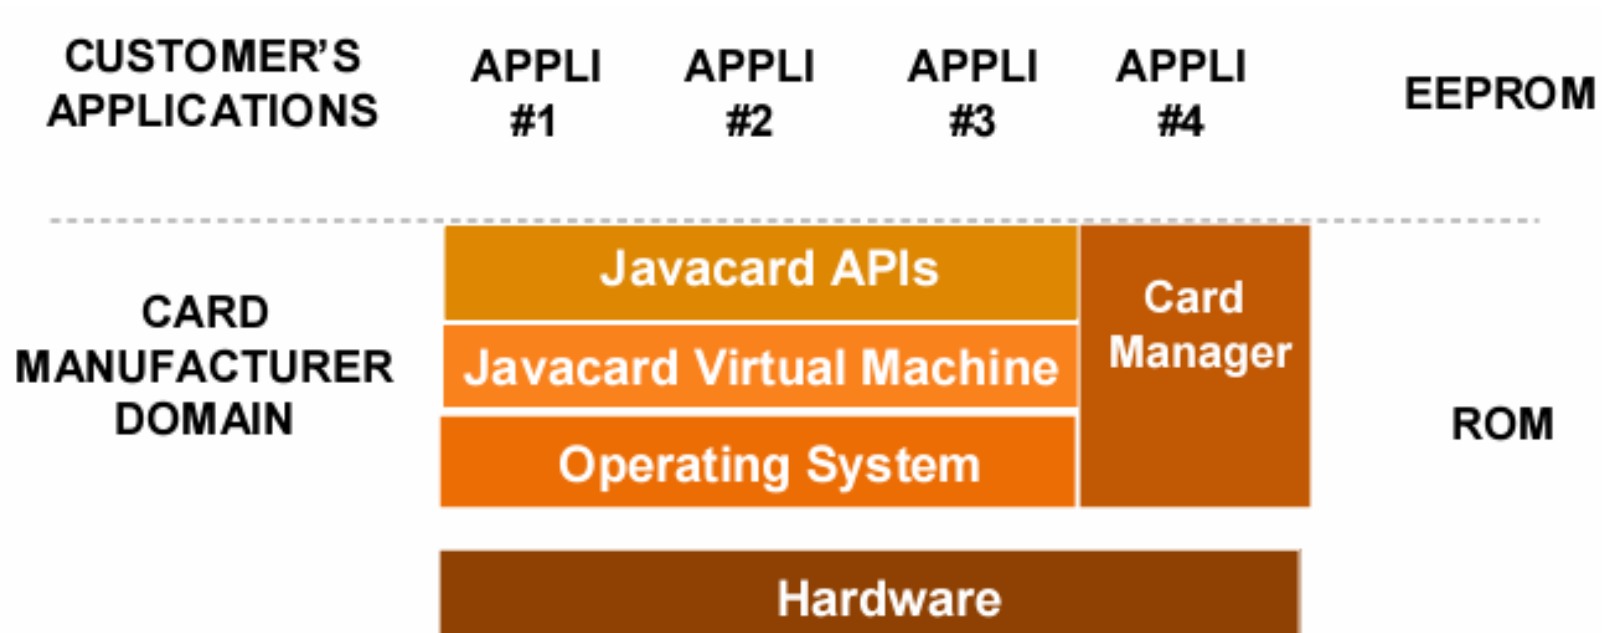 CUSTOMER'S
APPLICATIONS
APPLI
#1
APPLI
#2
APPLI
#3
APPLI
#4
EEPROM
CARD
MANUFACTURER
DOMAIN
Javacard APIs
Javacard Virtual Machine
Operating System
Card
Manager
ROM
Hardware